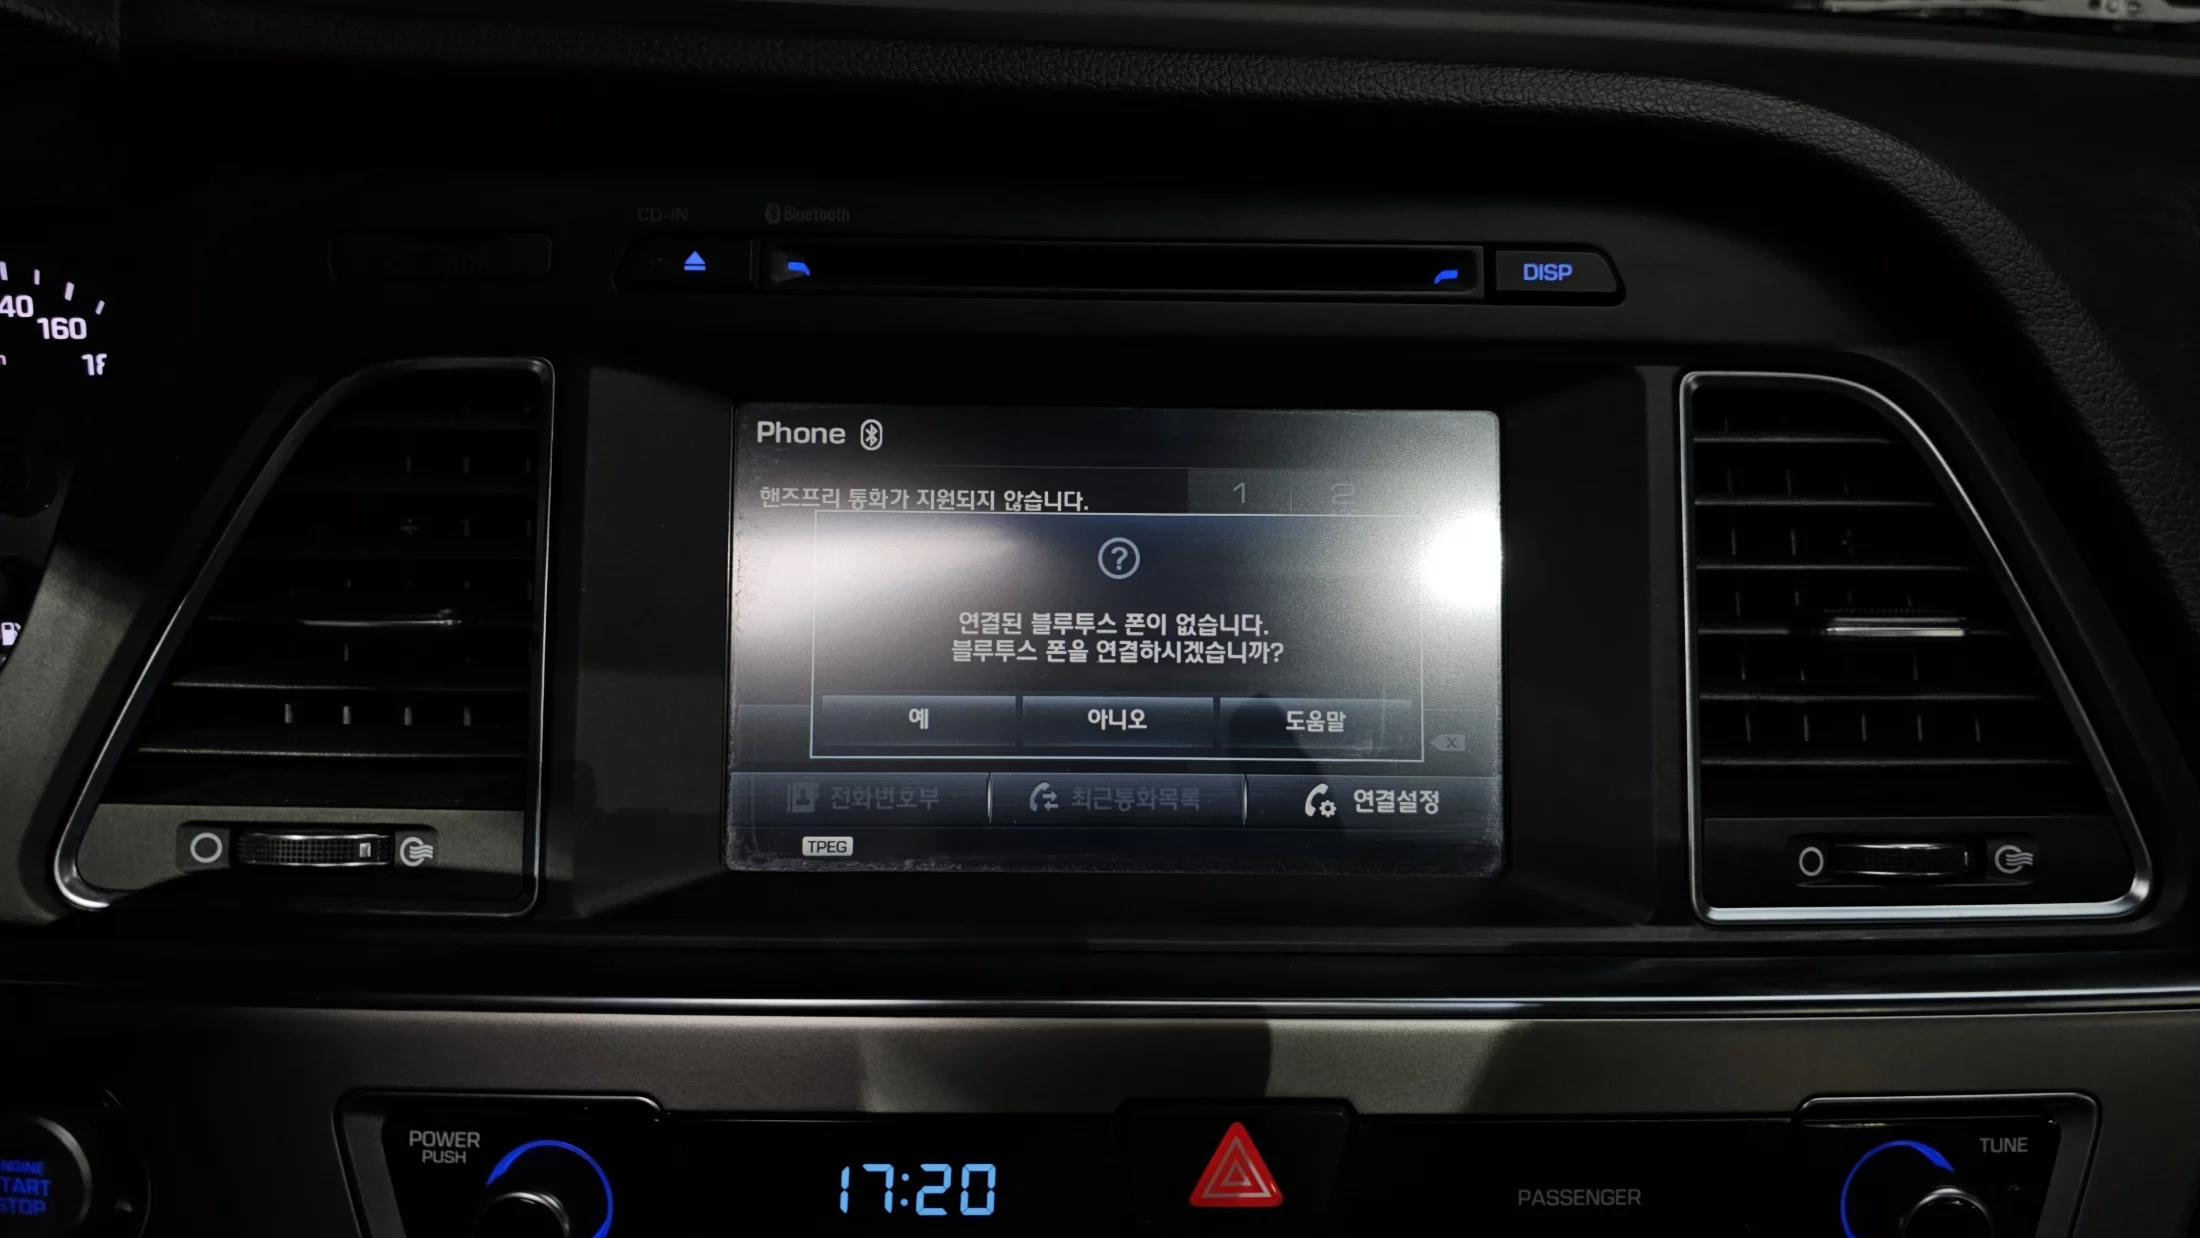 CD-IN
Bluetooth
DISP
40
160
Phone
핸즈프리 통화가 지원되지 않습니다.
1
2
?
연결된 블루투스 폰이 없습니다.
블루투스 폰을 연결하시겠습니까?
예
아니오
도움말
전화번호부
최근통화목록
연결설정
TPEG
POWER
PUSH
17:20
PASSENGER
TUNE
START
STOP